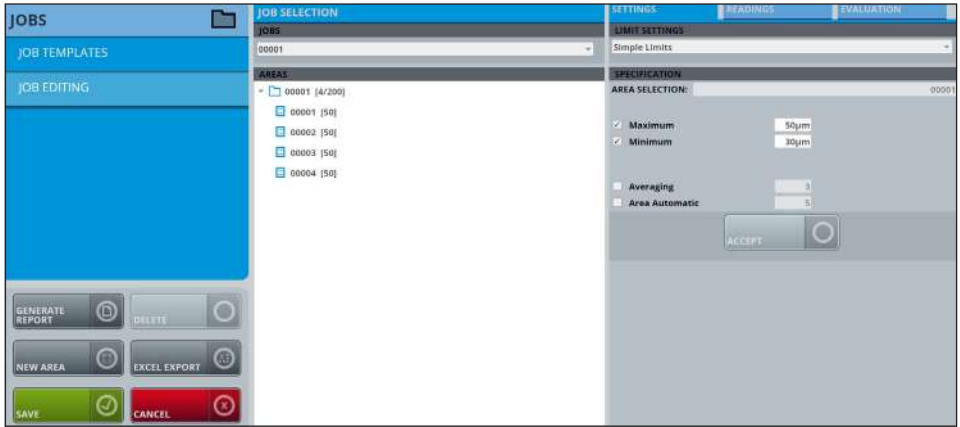 JOBS
JOB TEMPLATES
JOB EDITING
GENERATE
REPORT
DELETE
NEW AREA
EXCEL EXPORT
SAVE
CANCEL
JOB SELECTION
JOBS
00001
AREAS
00001 [4/200]
00001 [50]
00002 [50]
00003 [50]
00004 [50]
SETTINGS
READINGS
EVALUATION
LIMIT SETTINGS
Simple Limits
SPECIFICATION
AREA SELECTION: 00001
Maximum 50µm
Minimum 30µm
Averaging 3
Area Automatic 5
ACCEPT